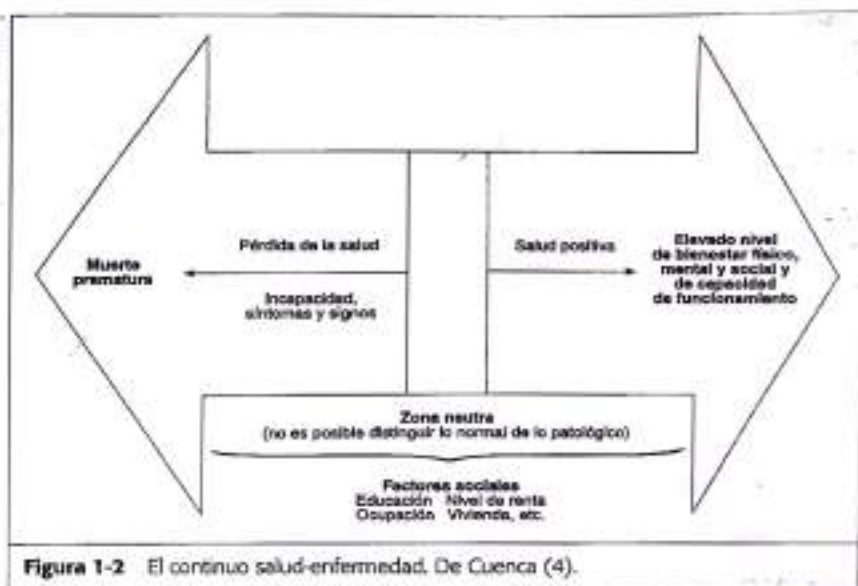 Pérdida de la salud
Muerte
prematura
Incapacidad,
síntomas y signos
Salud positiva
Elevado nivel
de bienestar físico,
mental y social y
de capacidad
de funcionamiento
Zona neutra
(no es posible distinguir lo normal de lo patológico)
Factores sociales
Educación Nivel de renta
Ocupación Vivienda, etc.
Figura 1-2 El continuo salud-enfermedad. De Cuenca (4).